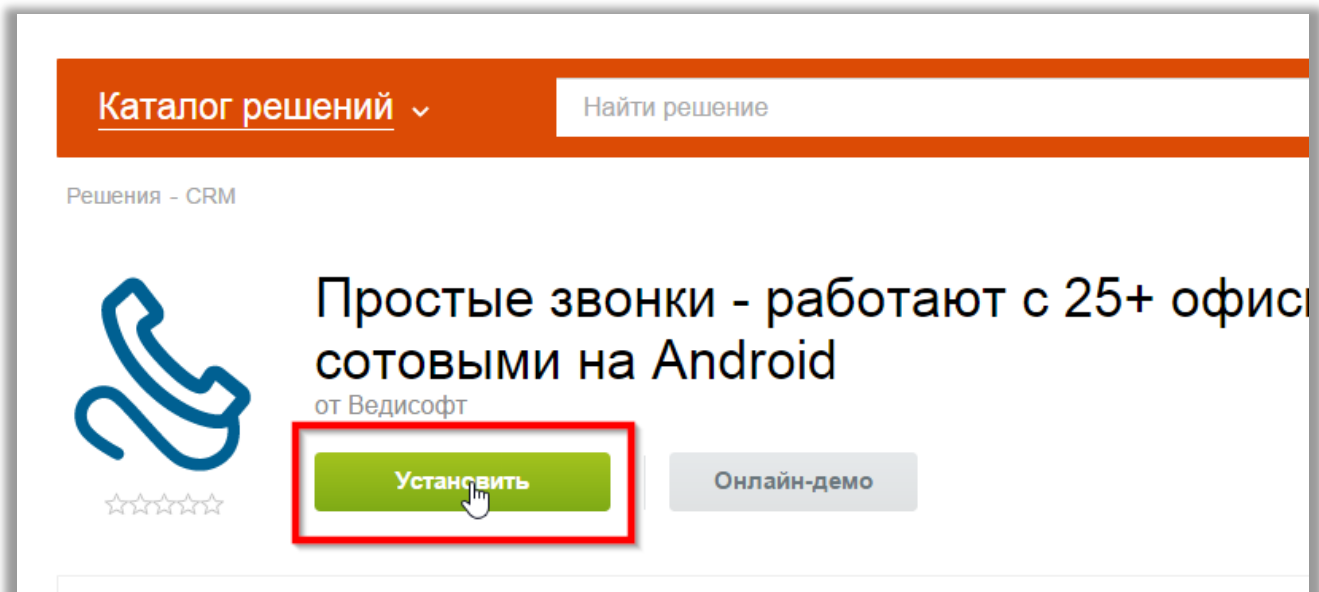 Каталог решений
Найти решение
Решения - CRM
Простые звонки - работают с 25+
сотовыми на Android
от Ведисофт
Установить
Онлайн-демо